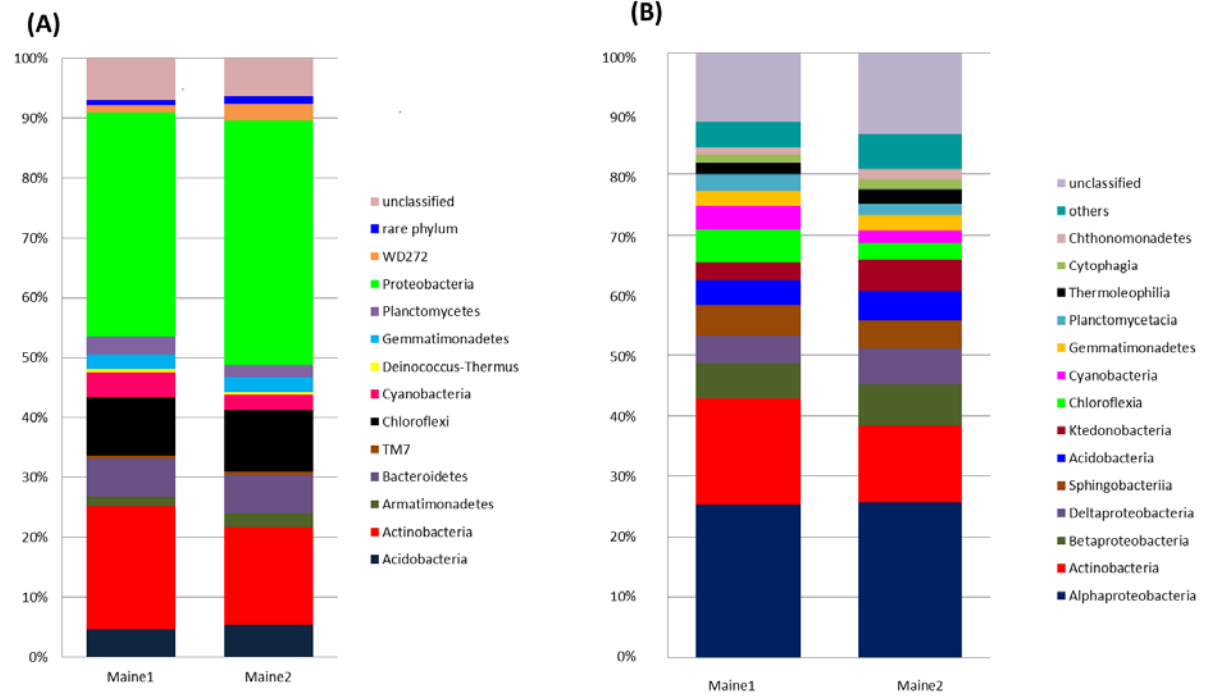 (A)
100%
90%
80%
70%
60%
50%
40%
30%
20%
10%
0%
Maine1 Maine2
unclassified
rare phylum
WD272
Proteobacteria
Planctomycetes
Gemmatimonadetes
Deinococcus-Thermus
Cyanobacteria
Chloroflexi
TM7
Bacteroidetes
Armatimonadetes
Actinobacteria
Acidobacteria
(B)
100%
90%
80%
70%
60%
50%
40%
30%
20%
10%
0%
Maine1 Maine2
unclassified
others
Chthonomonadetes
Cytophagia
Thermoleophilia
Planctomycetacia
Gemmatimonadetes
Cyanobacteria
Chloroflexia
Ktedonobacteria
Acidobacteria
Sphingobacteriia
Deltaproteobacteria
Betaproteobacteria
Actinobacteria
Alphaproteobacteria